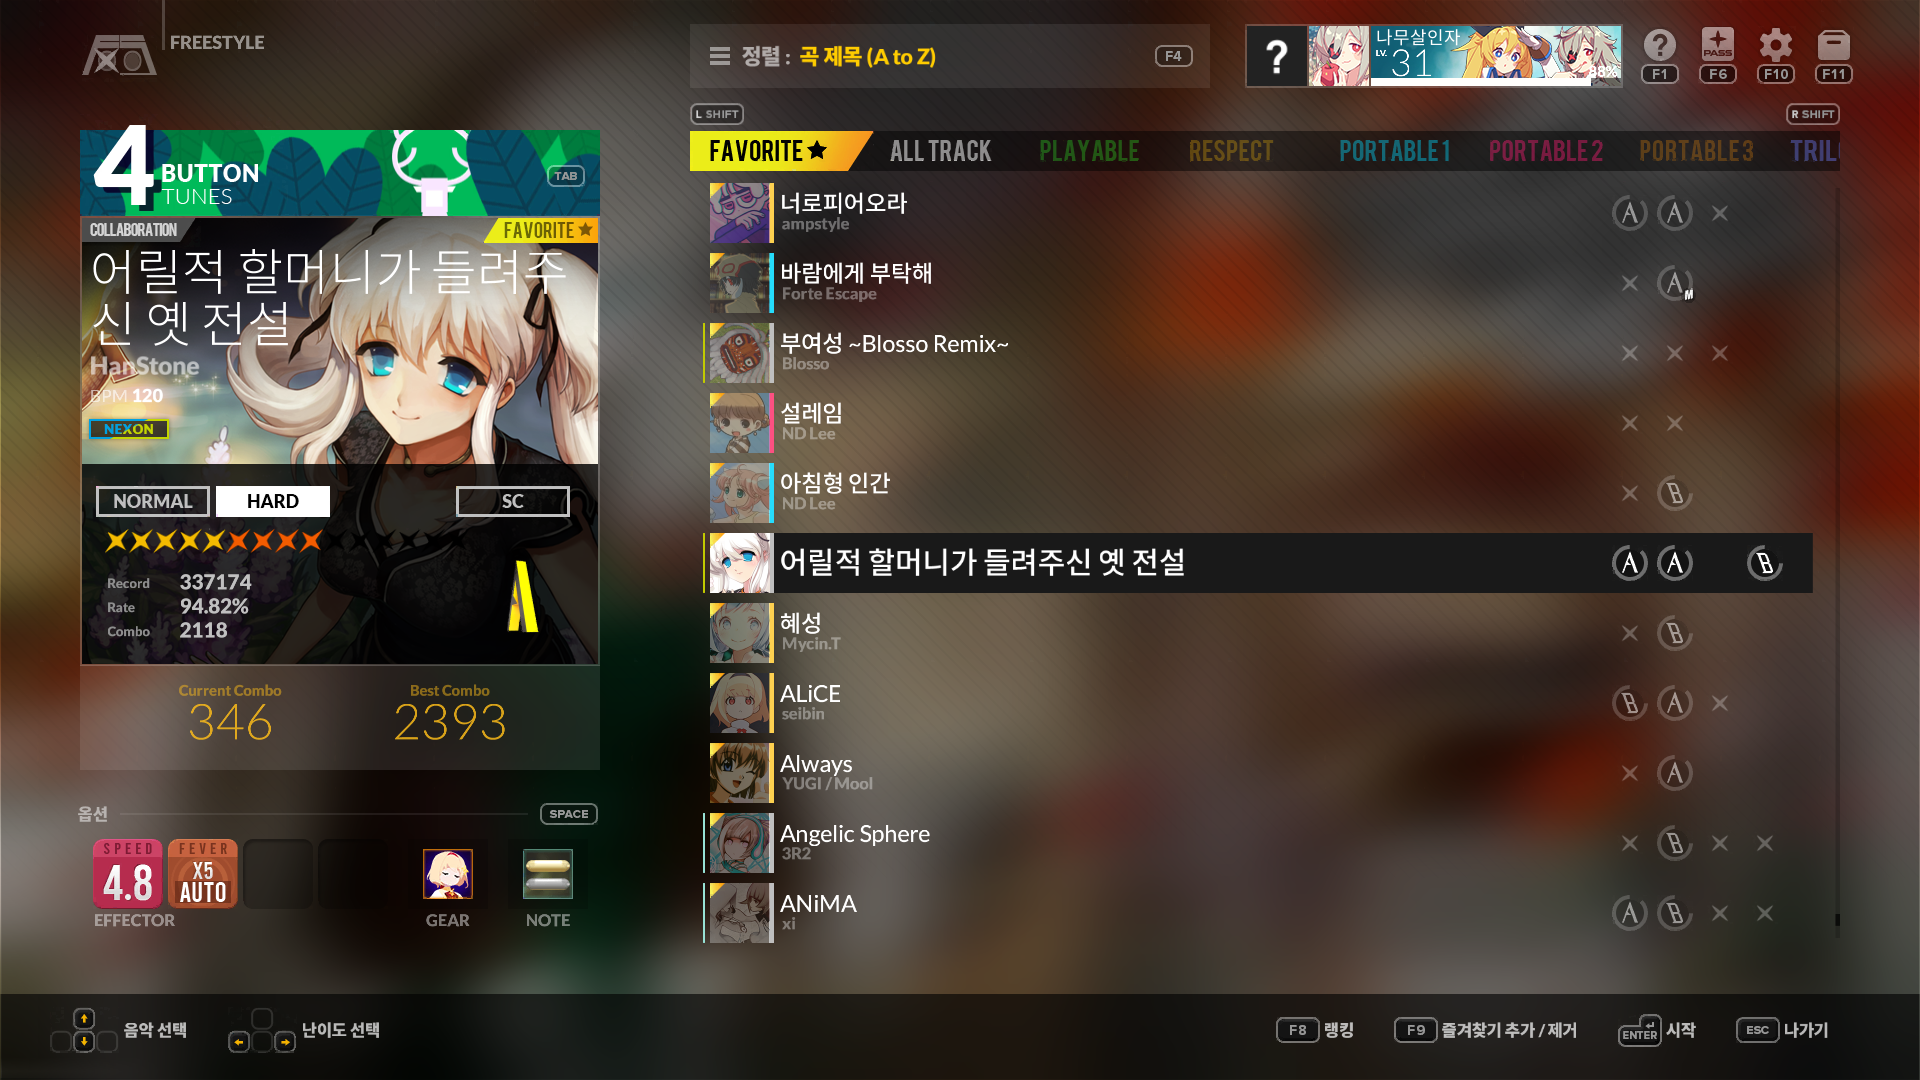 FREESTYLE
정렬 : 곡 제목 (A to Z)
F4
?
나무살인자
LV. 31
88%
?
PASS
F1
F6
F10
F11
L SHIFT
R SHIFT
FAVORITE★
ALL TRACK
PLAYABLE
RESPECT
PORTABLE 1
PORTABLE 2
PORTABLE 3
TRIL
4 BUTTON
TUNES
TAB
COLLABORATION
FAVORITE★
어릴적 할머니가 들려주
신 옛 전설
HanStone
BPM 120
NEXON
NORMAL
HARD
SC
Record 337174
Rate 94.82%
Combo 2118
A
Current Combo
346
Best Combo
2393
옵션
SPACE
SPEED
4.8
FEVER
X5
AUTO
EFFECTOR
GEAR
NOTE
너로피어오라
ampstyle
A A
바람에게 부탁해
Forte Escape
A M
부여성 ~Blosso Remix~
Blosso
설레임
ND Lee
아침형 인간
ND Lee
B
어릴적 할머니가 들려주신 옛 전설
A A B
혜성
Mycin.T
B
ALiCE
seibin
B A
Always
YUGI / Mool
A
Angelic Sphere
3R2
B
ANiMA
xi
A B
음악 선택
난이도 선택
F8 랭킹
F9 즐겨찾기 추가 / 제거
ENTER 시작
ESC 나가기